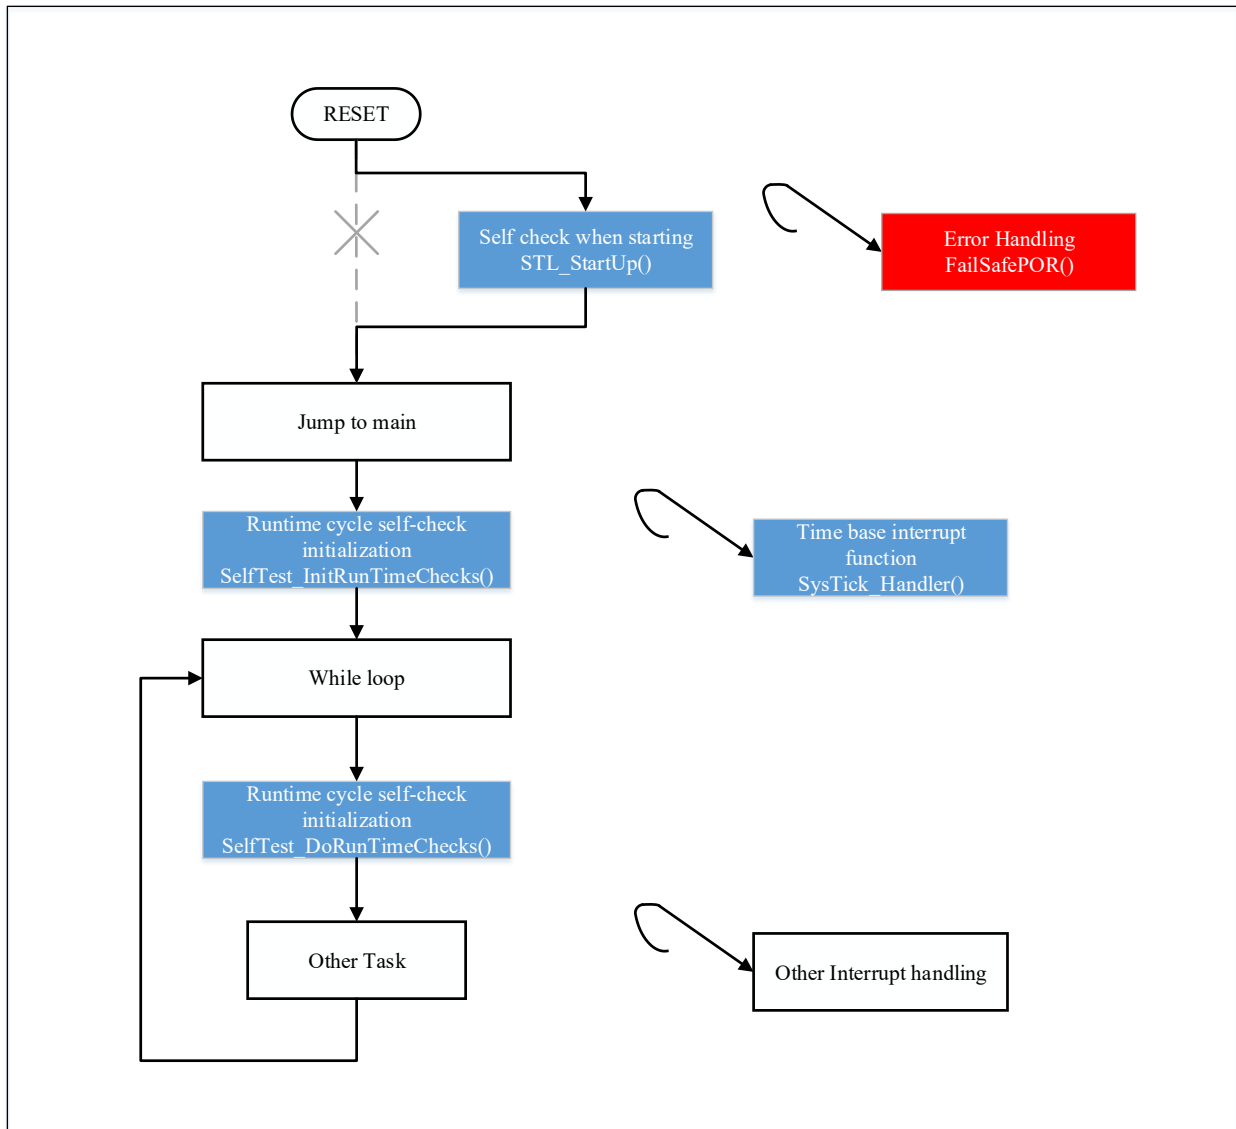 RESET
Self check when starting
STL_StartUp()
Error Handling
FailSafePOR()
Jump to main
Runtime cycle self-check
initialization
SelfTest_InitRunTimeChecks()
Time base interrupt
function
SysTick_Handler()
While loop
Runtime cycle self-check
initialization
SelfTest_DoRunTimeChecks()
Other Task
Other Interrupt handling